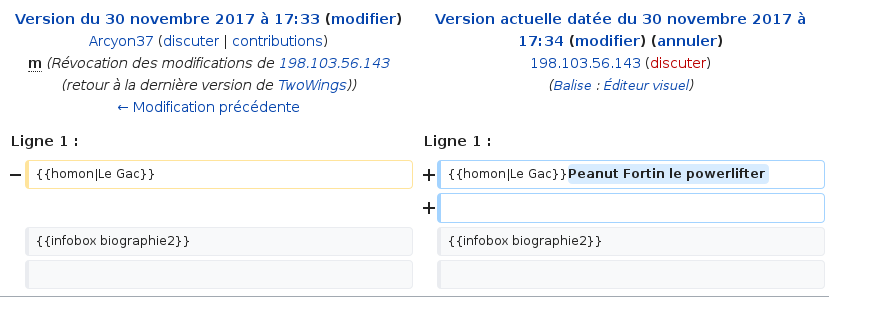 Version du 30 novembre 2017 à 17:33 (modifier)
Arcyon37 (discuter | contributions)
m (Révocation des modifications de 198.103.56.143
(retour à la dernière version de TwoWings))
← Modification précédente
Version actuelle datée du 30 novembre 2017 à
17:34 (modifier) (annuler)
198.103.56.143 (discuter)
(Balise : Éditeur visuel)
Ligne 1 :
Ligne 1 :
− {{homon|Le Gac}}
+ {{homon|Le Gac}}Peanut Fortin le powerlifter
+
{{infobox biographie2}}
{{infobox biographie2}}